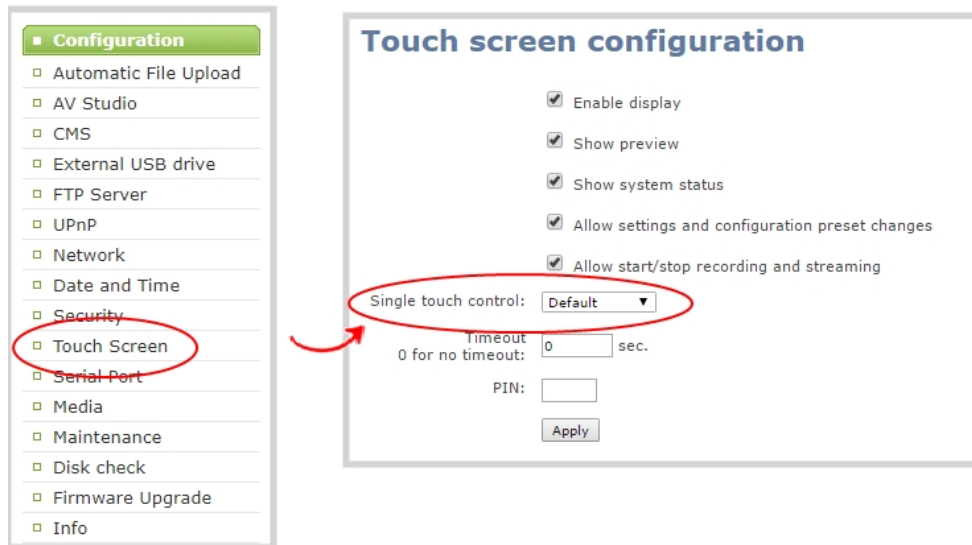 Configuration
Automatic File Upload
AV Studio
CMS
External USB drive
FTP Server
UPnP
Network
Date and Time
Security
Touch Screen
Serial Port
Media
Maintenance
Disk check
Firmware Upgrade
Info
Touch screen configuration
Enable display
Show preview
Show system status
Allow settings and configuration preset changes
Allow start/stop recording and streaming
Single touch control: Default
Timeout
0 for no timeout: 0 sec.
PIN:
Apply